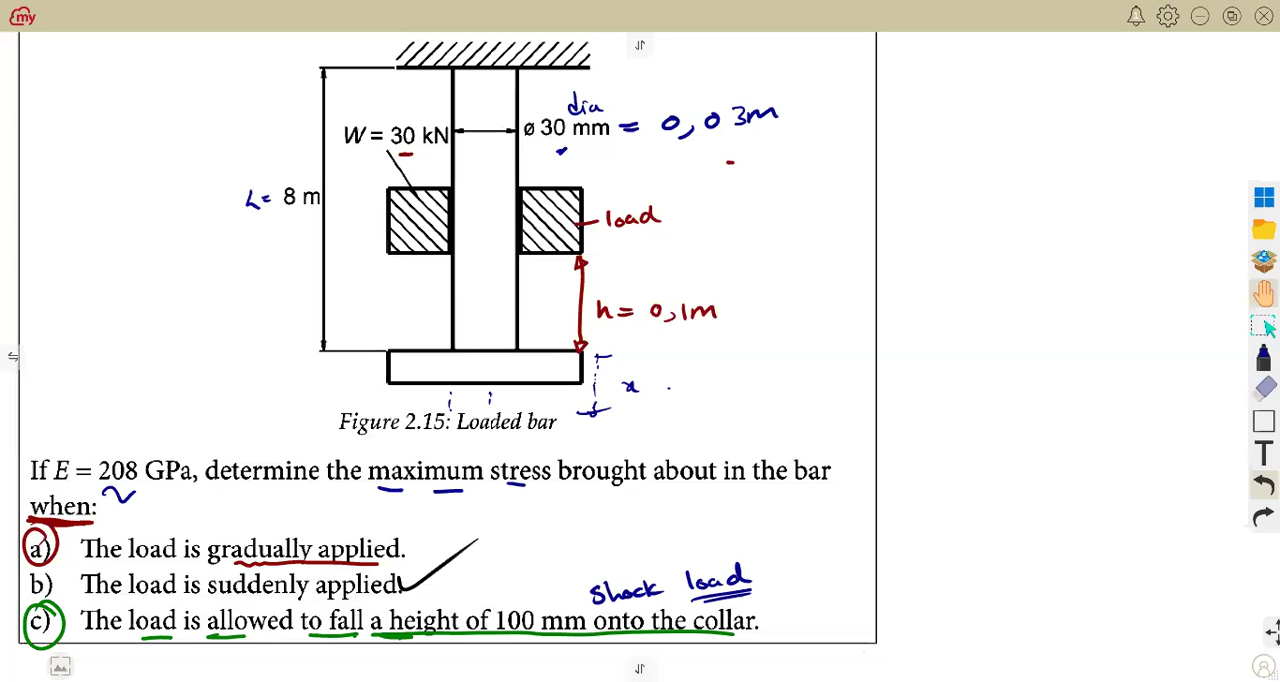 my
dia
W = 30 kN
ø 30 mm = 0,03m
L = 8 m
load
h = 0,1m
x
Figure 2.15: Loaded bar
If E = 208 GPa, determine the maximum stress brought about in the bar
when:
a) The load is gradually applied.
b) The load is suddenly applied.
shock load
c) The load is allowed to fall a height of 100 mm onto the collar.
T